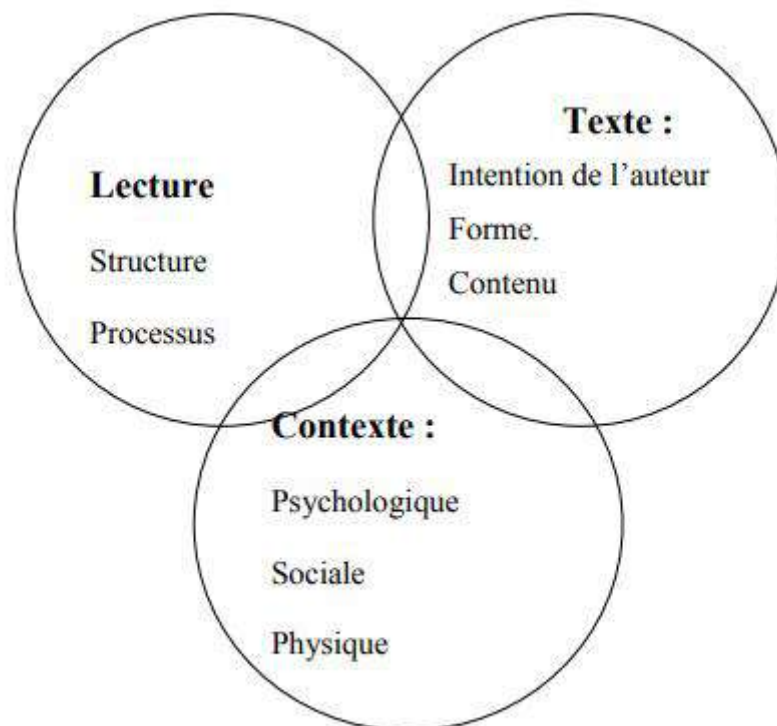 Lecture
Structure
Processus
Texte :
Intention de l’auteur
Forme.
Contenu
Contexte :
Psychologique
Sociale
Physique